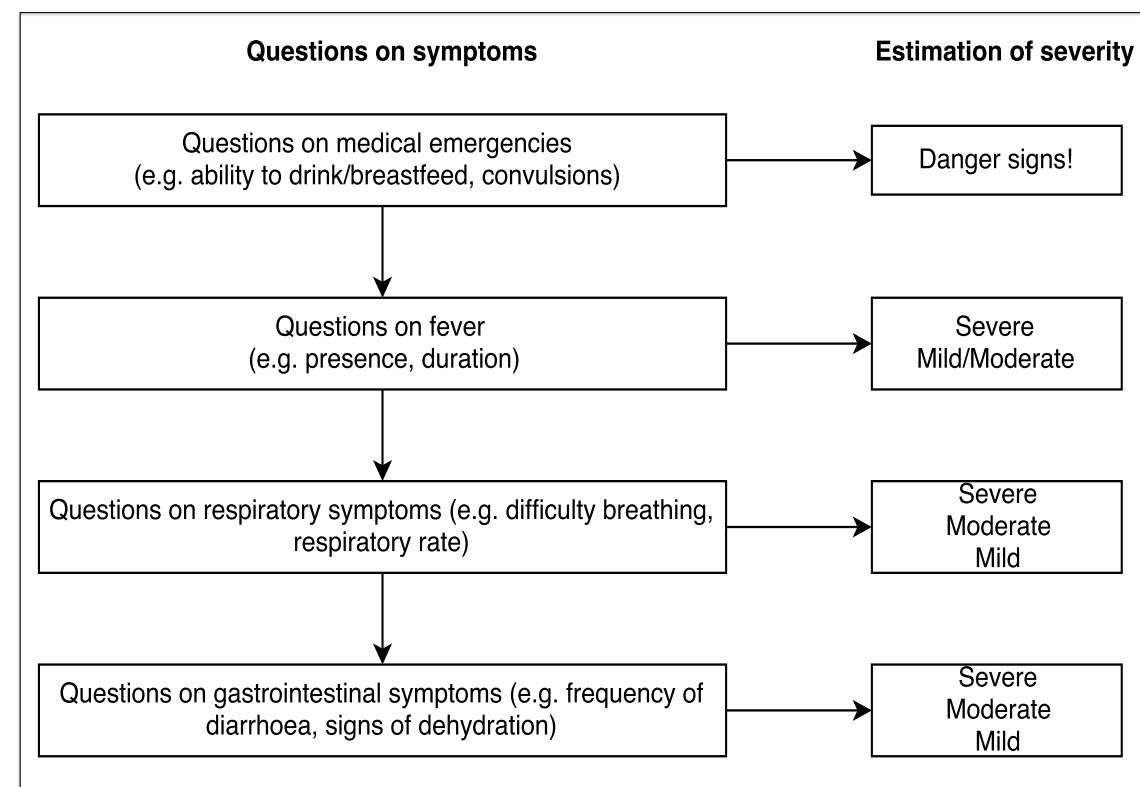 Questions on symptoms
Estimation of severity
Questions on medical emergencies
(e.g. ability to drink/breastfeed, convulsions)
Danger signs!
Questions on fever
(e.g. presence, duration)
Severe
Mild/Moderate
Questions on respiratory symptoms (e.g. difficulty breathing,
respiratory rate)
Severe
Moderate
Mild
Questions on gastrointestinal symptoms (e.g. frequency of
diarrhoea, signs of dehydration)
Severe
Moderate
Mild